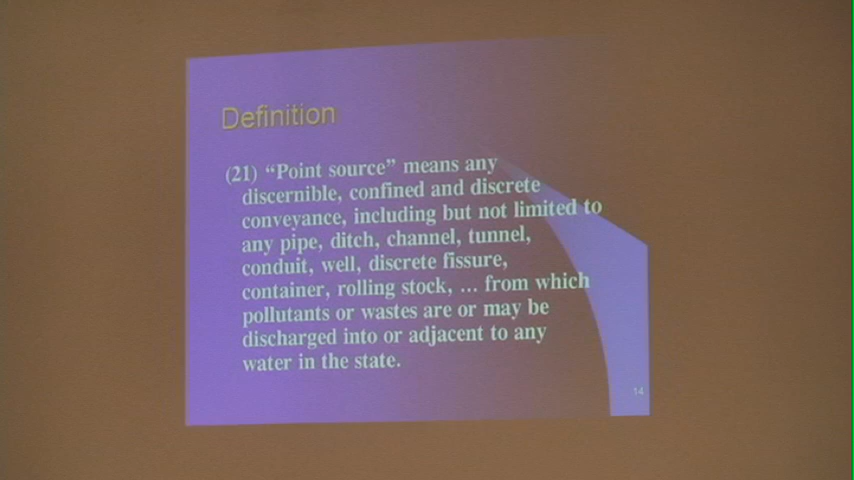 Definition
(21) “Point source” means any
discernible, confined and discrete
conveyance, including but not limited to
any pipe, ditch, channel, tunnel,
conduit, well, discrete fissure,
container, rolling stock, ... from which
pollutants or wastes are or may be
discharged into or adjacent to any
water in the state.
14